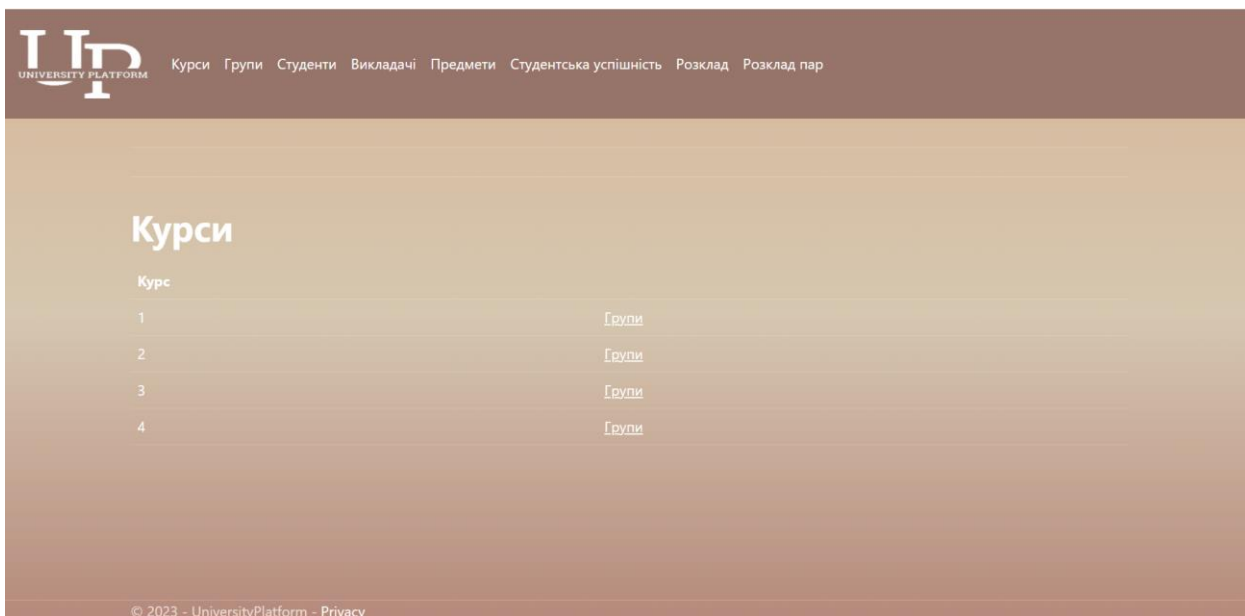 UP
UNIVERSITY PLATFORM
Курси Групи Студенти Викладачі Предмети Студентська успішність Розклад Розклад пар
Курси
Курс
1 Групи
2 Групи
3 Групи
4 Групи
© 2023 - UniversityPlatform - Privacy